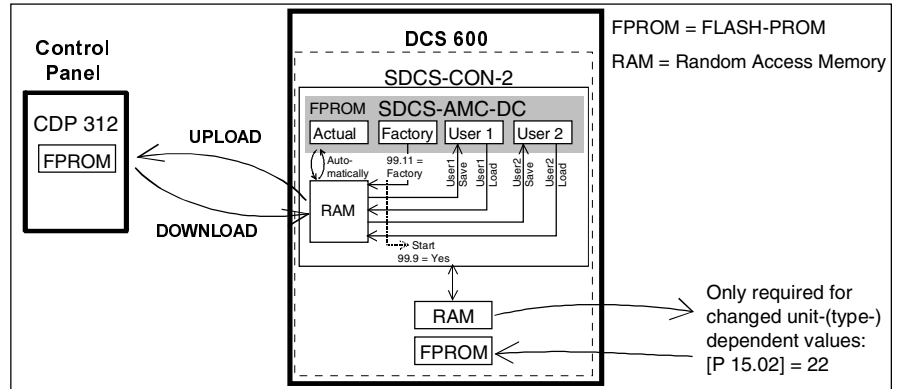 Control
Panel
CDP 312
FPROM
UPLOAD
DOWNLOAD
DCS 600
SDCS-CON-2
FPROM SDCS-AMC-DC
Actual
Factory
User 1
User 2
Auto-
matically
99.11 =
Factory
User1
Save
User1
Load
User2
Save
User2
Load
RAM
Start
99.9 = Yes
RAM
FPROM
FPROM = FLASH-PROM
RAM = Random Access Memory
Only required for
changed unit-(type-)
dependent values:
[P 15.02] = 22